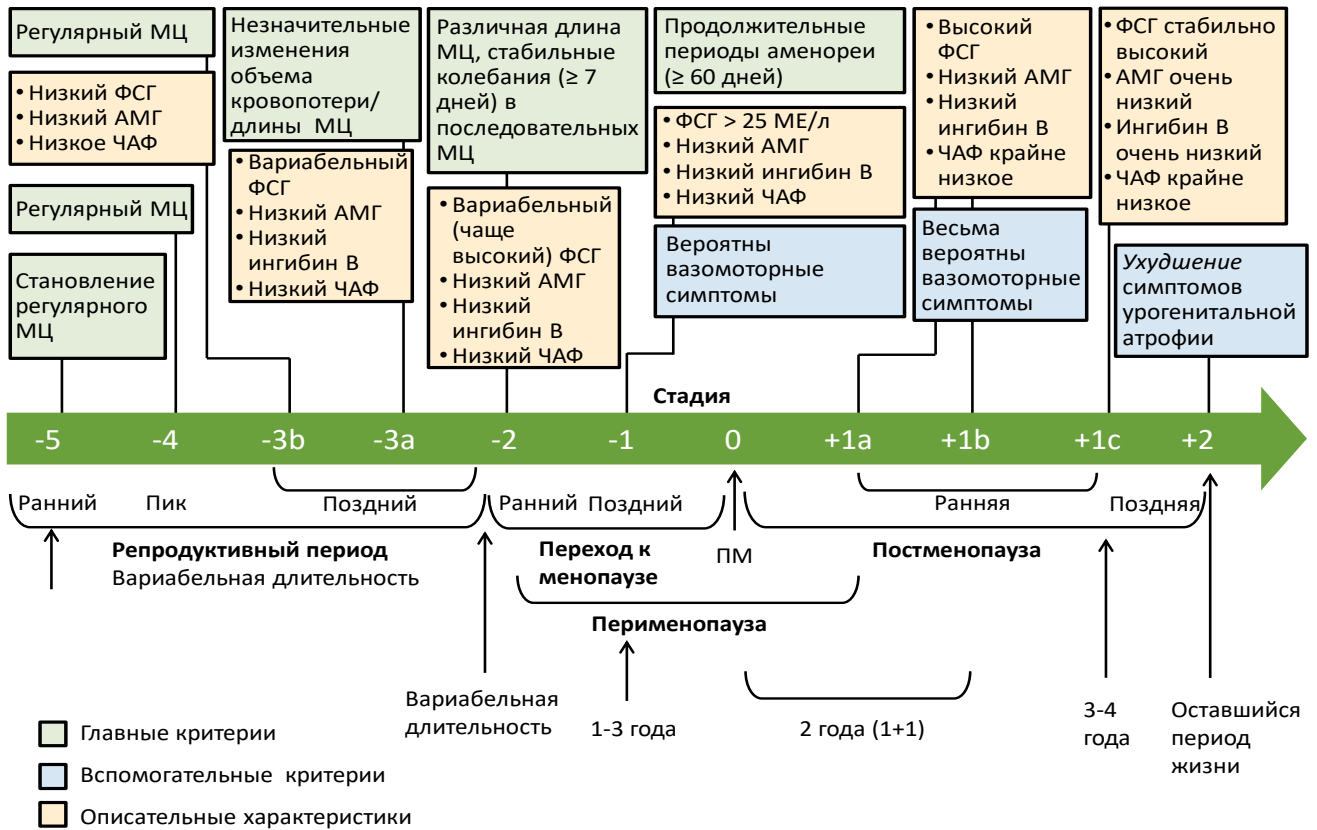 Регулярный МЦ
• Низкий ФСГ
• Низкий АМГ
• Низкое ЧАФ
Регулярный МЦ
Становление
регулярного
МЦ
Незначительные
изменения
объема
кровопотери/
длины МЦ
• Вариабельный
ФСГ
• Низкий АМГ
• Низкий
ингибин В
• Низкий ЧАФ
Различная длина
МЦ, стабильные
колебания (≥ 7
дней) в
последовательных
МЦ
• Вариабельный
(чаще
высокий) ФСГ
• Низкий АМГ
• Низкий
ингибин В
• Низкий ЧАФ
Продолжительные
периоды аменореи
(≥ 60 дней)
• ФСГ > 25 МЕ/л
• Низкий АМГ
• Низкий ингибин В
• Низкий ЧАФ
Вероятны
вазомоторные
симптомы
• Высокий
ФСГ
• Низкий АМГ
• Низкий
ингибин В
• ЧАФ крайне
низкое
Весьма
вероятны
вазомоторные
симптомы
• ФСГ стабильно
высокий
• АМГ очень
низкий
• Ингибин В
очень низкий
• ЧАФ крайне
низкое
Ухудшение
симптомов
урогенитальной
атрофии
Стадия
-5 -4 -3b -3a -2 -1 0 +1a +1b +1c +2
Ранний Пик Поздний Ранний Поздний Ранняя Поздняя
Репродуктивный период
Вариабельная длительность
Переход к
менопаузе
ПМ
Постменопауза
Перименопауза
Вариабельная
длительность
1-3 года
2 года (1+1)
3-4
года
Оставшийся
период
жизни
Главные критерии
Вспомогательные критерии
Описательные характеристики